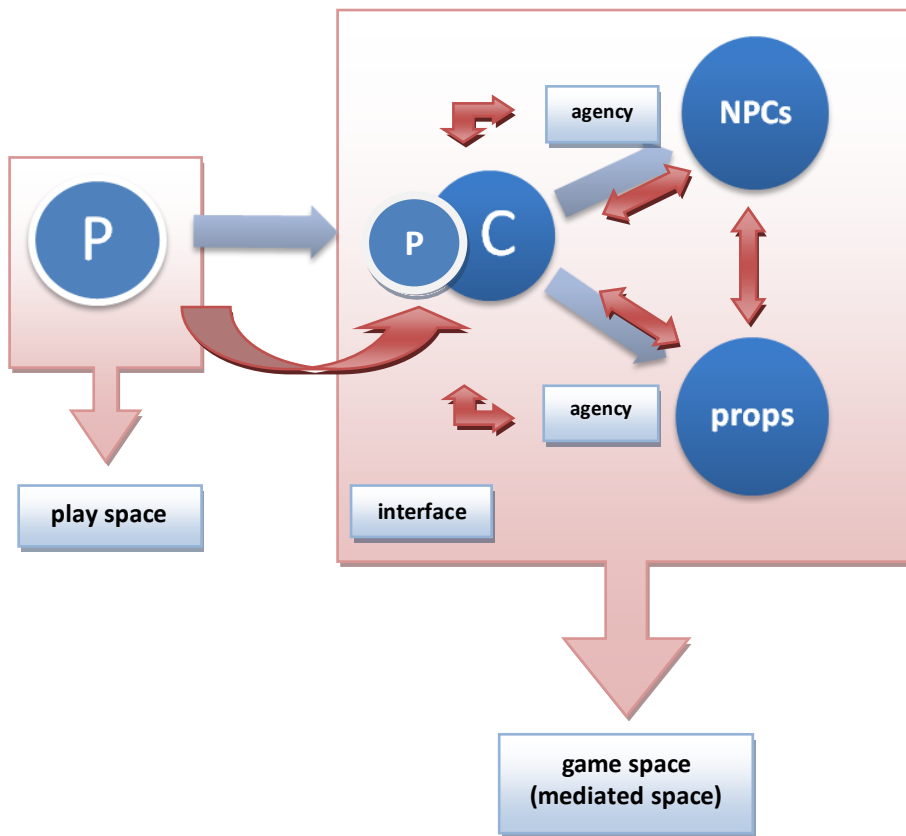 agency
NPCs
P
P
C
agency
props
interface
play space
game space
(mediated space)